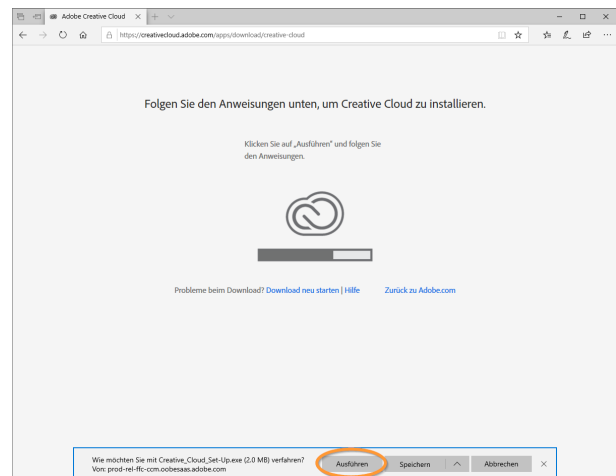 Adobe Creative Cloud
https://creativecloud.adobe.com/apps/download/creative-cloud
Folgen Sie den Anweisungen unten, um Creative Cloud zu installieren.
Klicken Sie auf „Ausführen" und folgen Sie
den Anweisungen.
Probleme beim Download? Download neu starten | Hilfe Zurück zu Adobe.com
Wie möchten Sie mit Creative_Cloud_Set-Up.exe (2.0 MB) verfahren?
Von: prod-rel-ffc-ccm.oobesaas.adobe.com
Ausführen Speichern Abbrechen